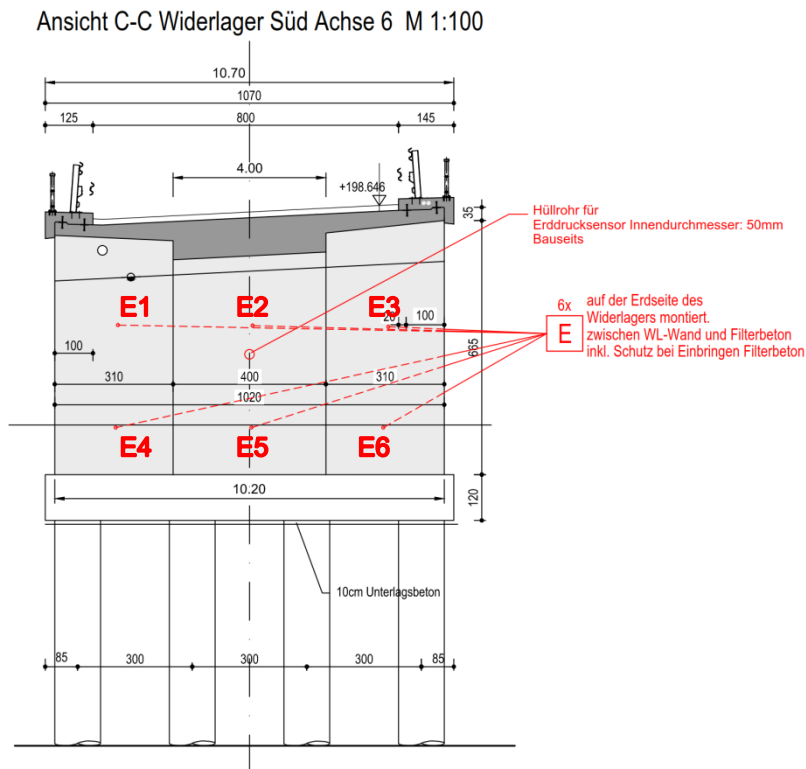 Ansicht C-C Widerlager Süd Achse 6 M 1:100
10.70
1070
125
800
145
4.00
+198.646
35
Hüllrohr für
Erddrucksensor Innendurchmesser: 50mm
Bauseits
E1
E2
E3
20
100
6x
E
auf der Erdseite des
Widerlagers montiert.
zwischen WL-Wand und Filterbeton
inkl. Schutz bei Einbringen Filterbeton
100
665
310
400
310
1020
E4
E5
E6
10.20
120
10cm Unterlagsbeton
85
300
300
300
85